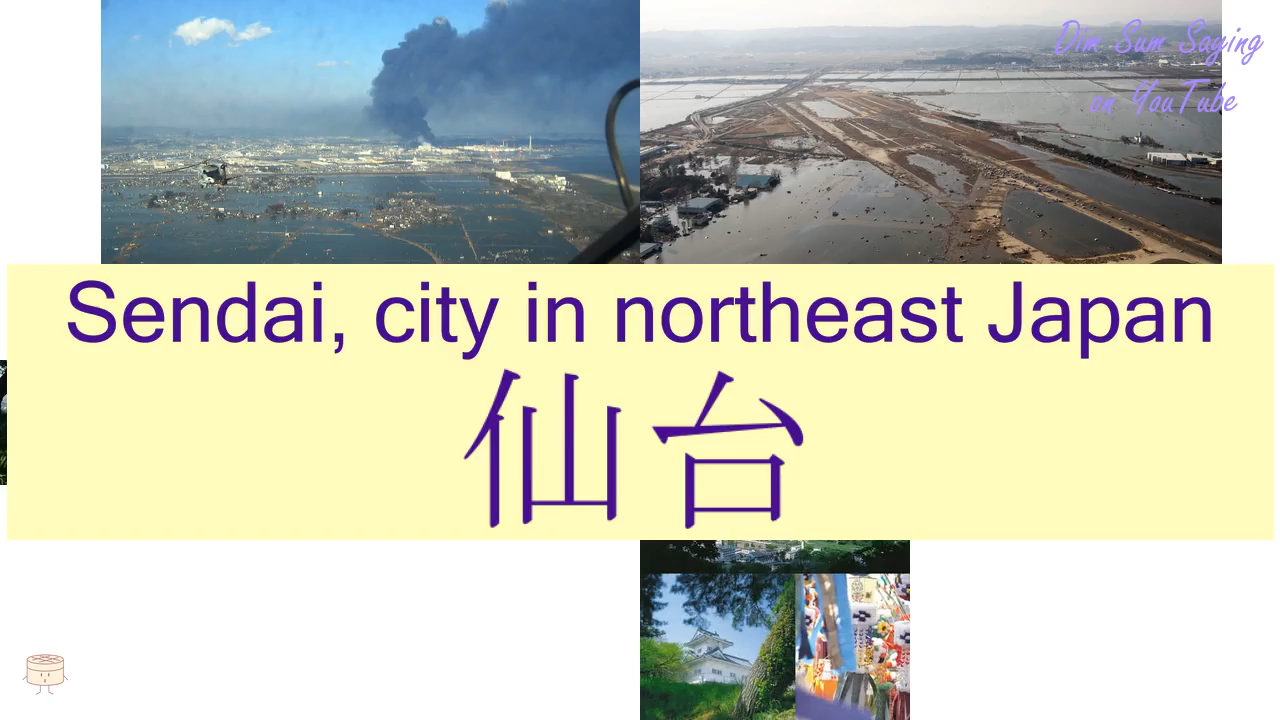 Dim Sum Saying
on YouTube
Sendai, city in northeast Japan
仙台